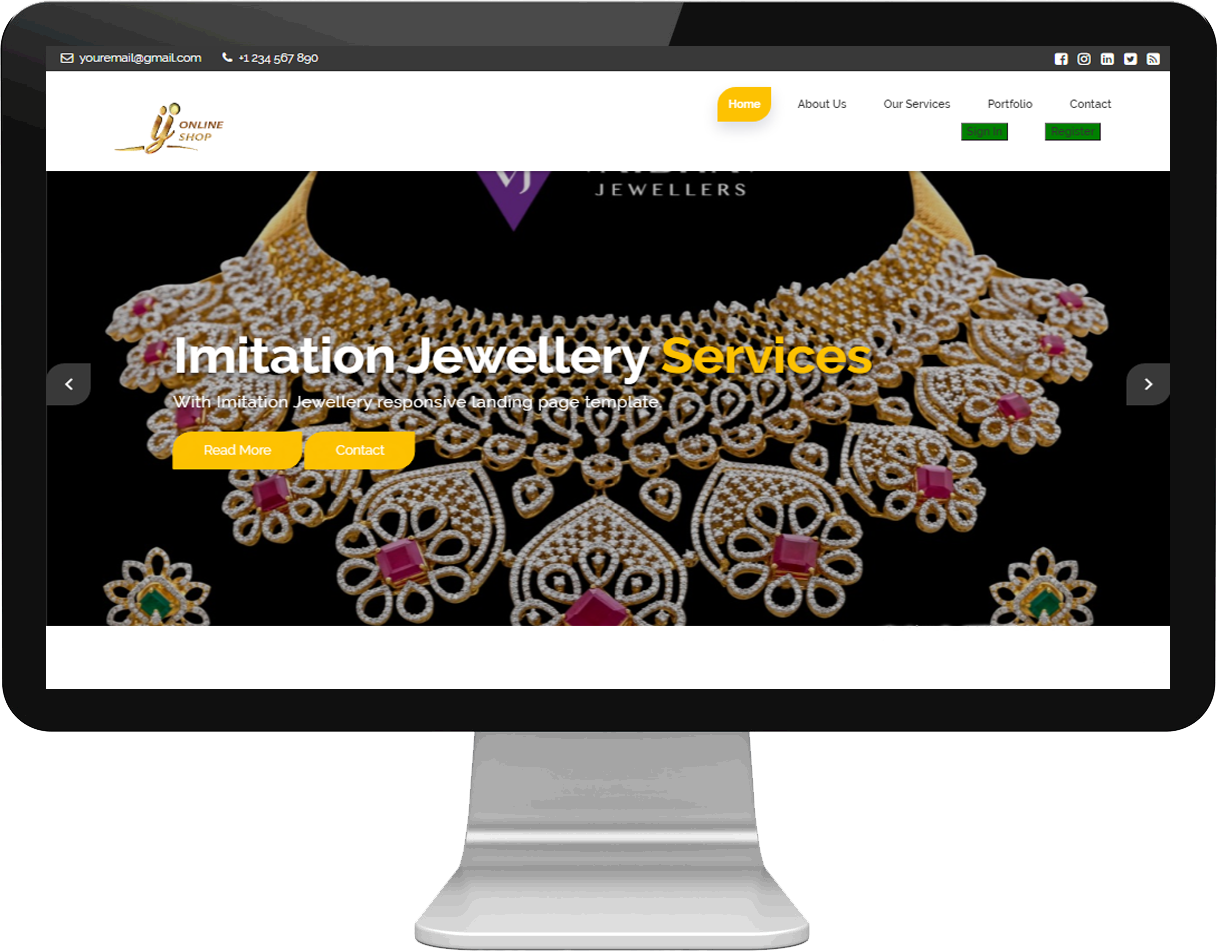 youremail@gmail.com +1 234 567 890
Home About Us Our Services Portfolio Contact
ONLINE
SHOP
Sign In Register
JEWELLERS
Imitation Jewellery Services
With Imitation Jewellery responsive landing page template.
Read More Contact